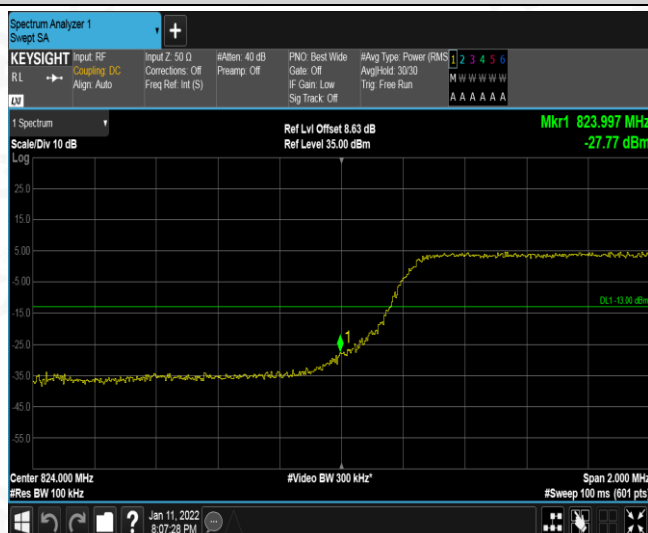 Spectrum Analyzer 1
Swept SA
+
KEYSIGHT
RL
Input: RF
Coupling: DC
Align: Auto
Input Z: 50 Ω
Corrections: Off
Freq Ref: Int (S)
#Atten: 40 dB
Preamp: Off
PNO: Best Wide
Gate: Off
IF Gain: Low
Sig Track: Off
#Avg Type: Power (RMS
Avg|Hold: 30/30
Trig: Free Run
1 2 3 4 5 6
M W W W W W
A A A A A A
LXI
1 Spectrum
Scale/Div 10 dB
Ref Lvl Offset 8.63 dB
Ref Level 35.00 dBm
Mkr1 823.997 MHz
-27.77 dBm
Log
25.0
15.0
5.00
-5.00
DL1 -13.00 dBm
-15.0
-25.0
1
-35.0
-45.0
-55.0
Center 824.000 MHz
#Res BW 100 kHz
#Video BW 300 kHz*
Span 2.000 MHz
#Sweep 100 ms (601 pts)
?
Jan 11, 2022
8:07:28 PM